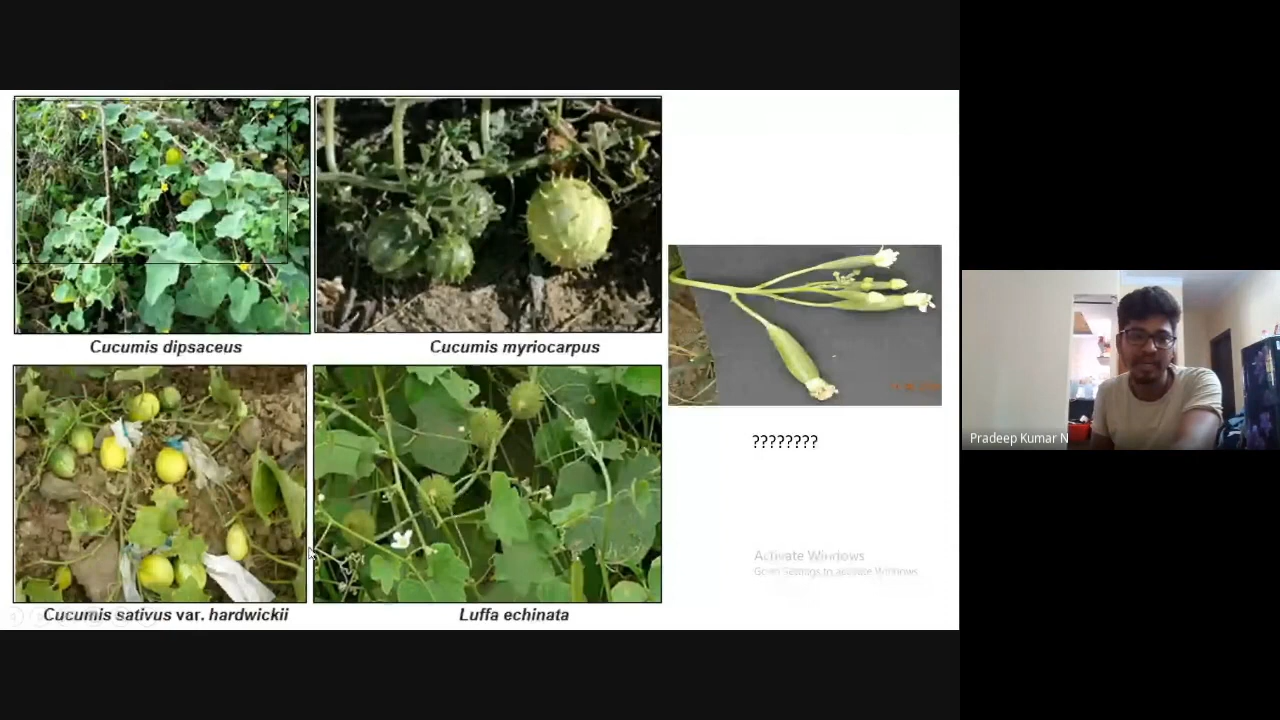 Cucumis dipsaceus
Cucumis myriocarpus
Cucumis sativus var. hardwickii
Luffa echinata
????????
Activate Windows
Go to Settings to activate Windows.
Pradeep Kumar N